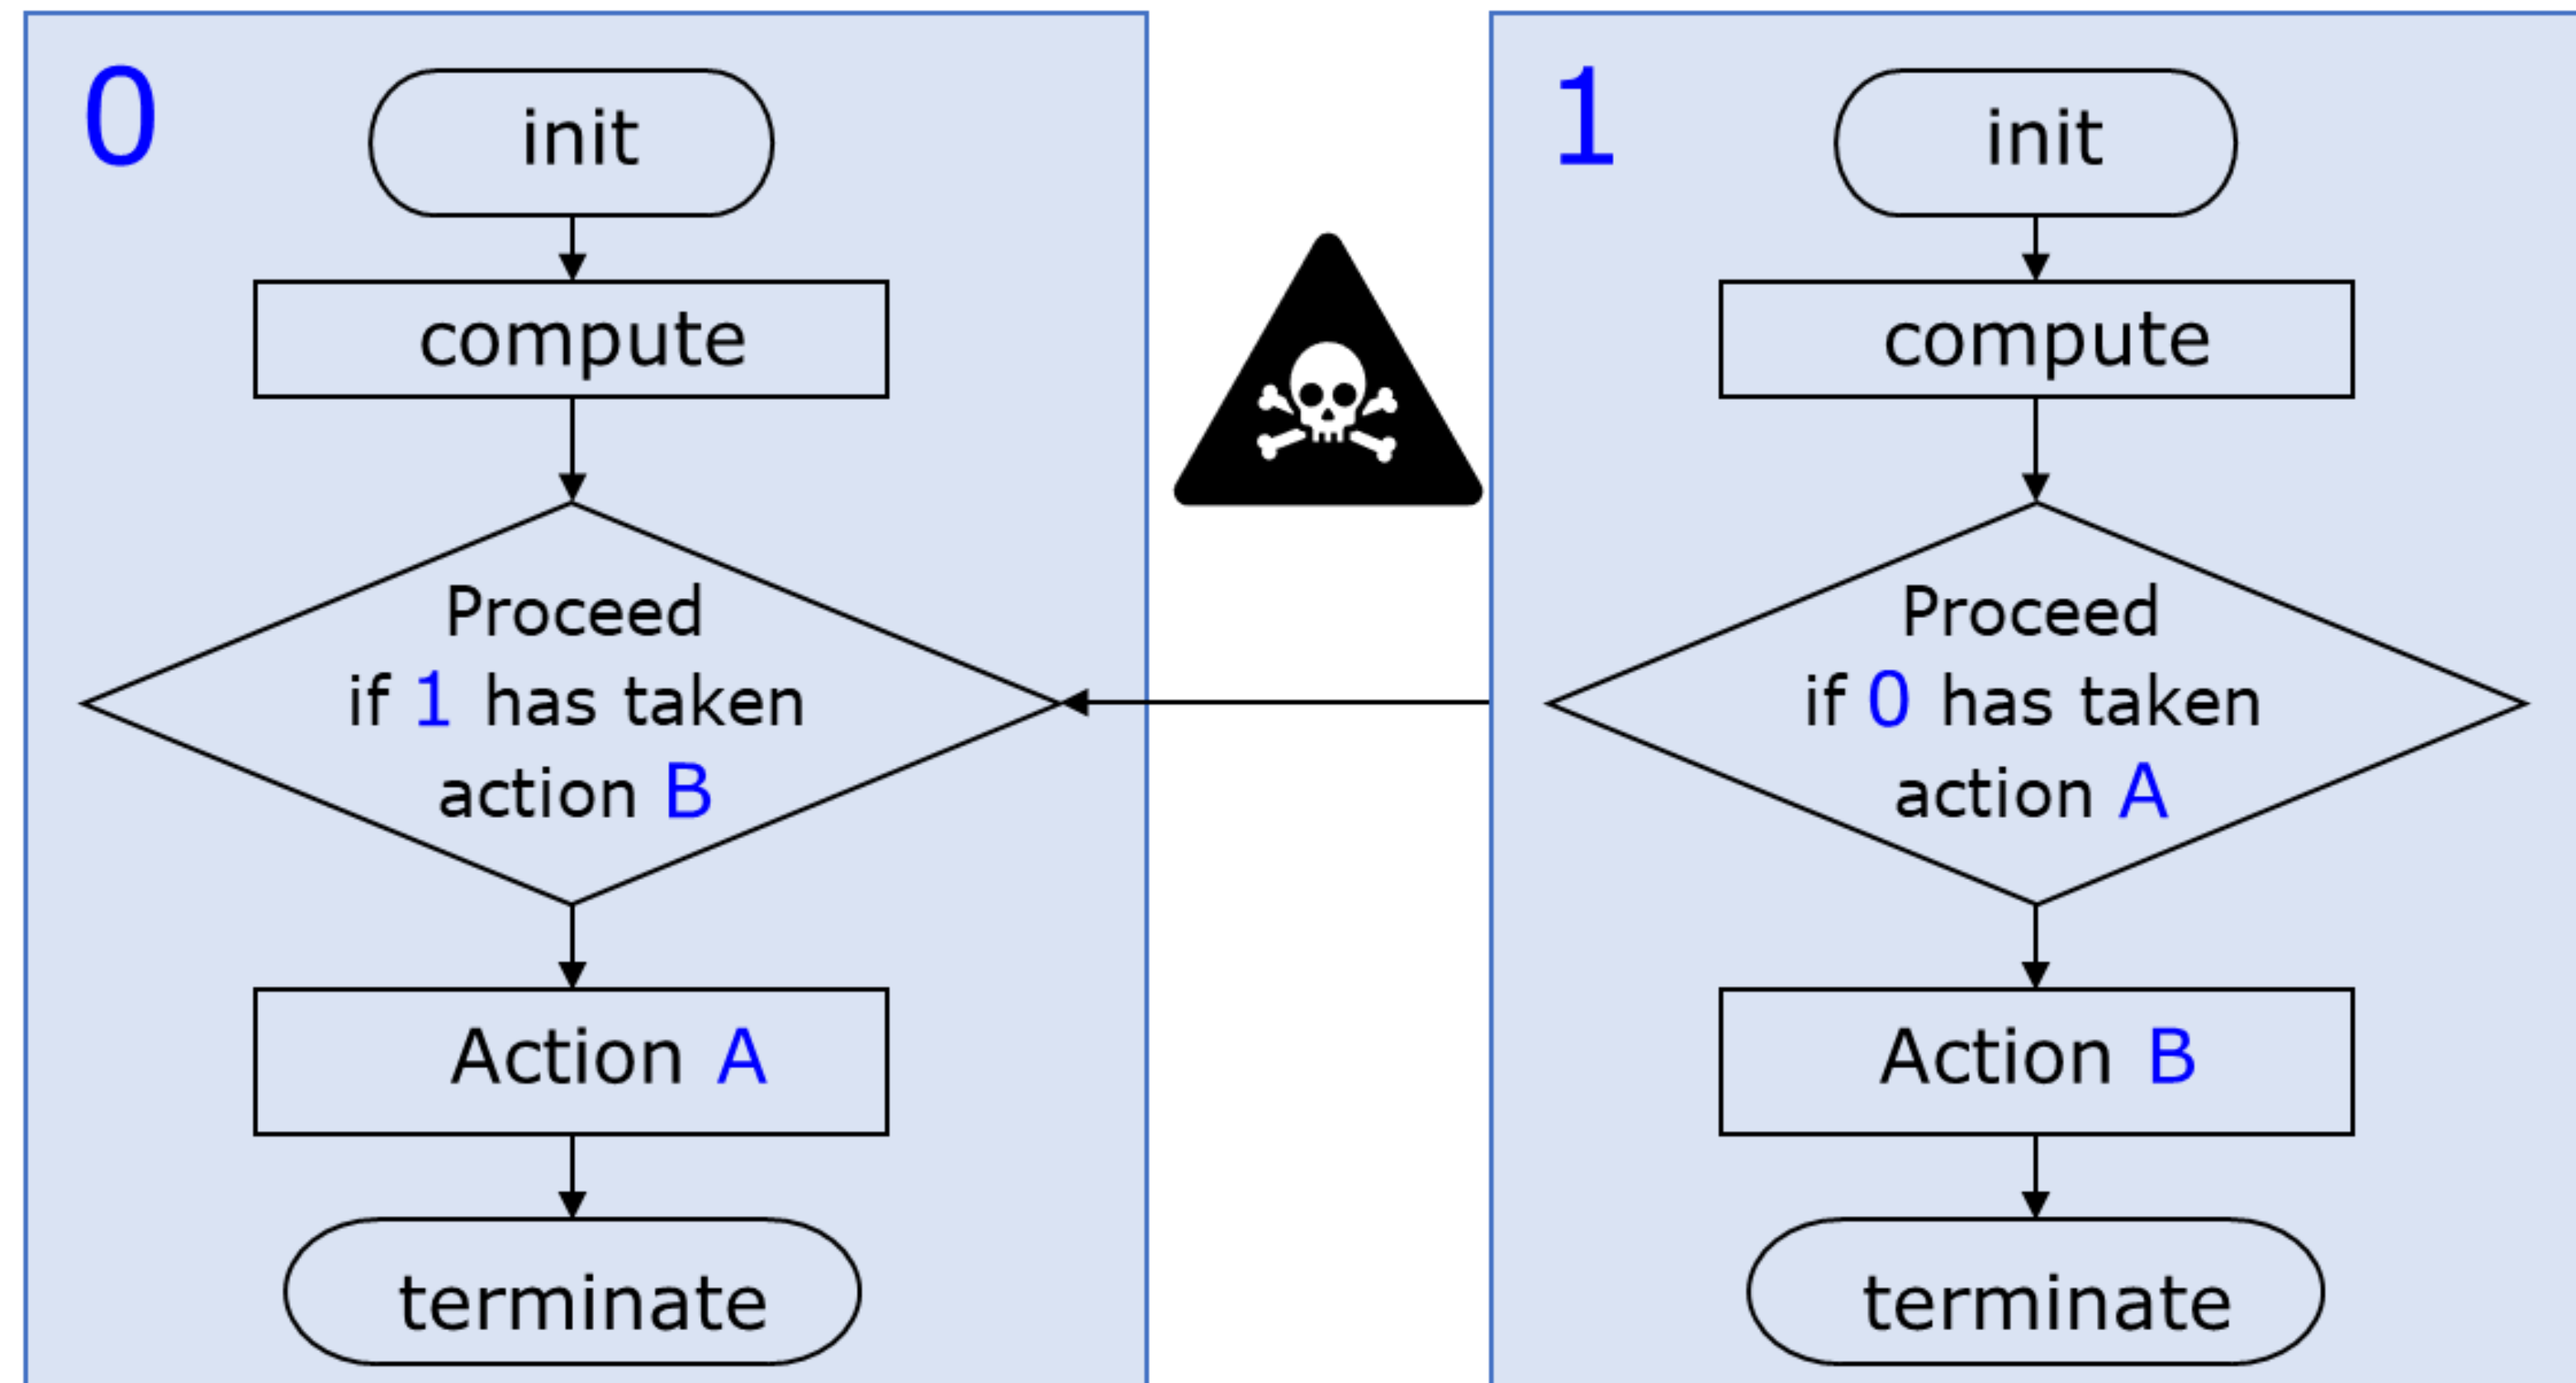 0
init
compute
Proceed
if 1 has taken
action B
Action A
terminate
1
init
compute
Proceed
if 0 has taken
action A
Action B
terminate